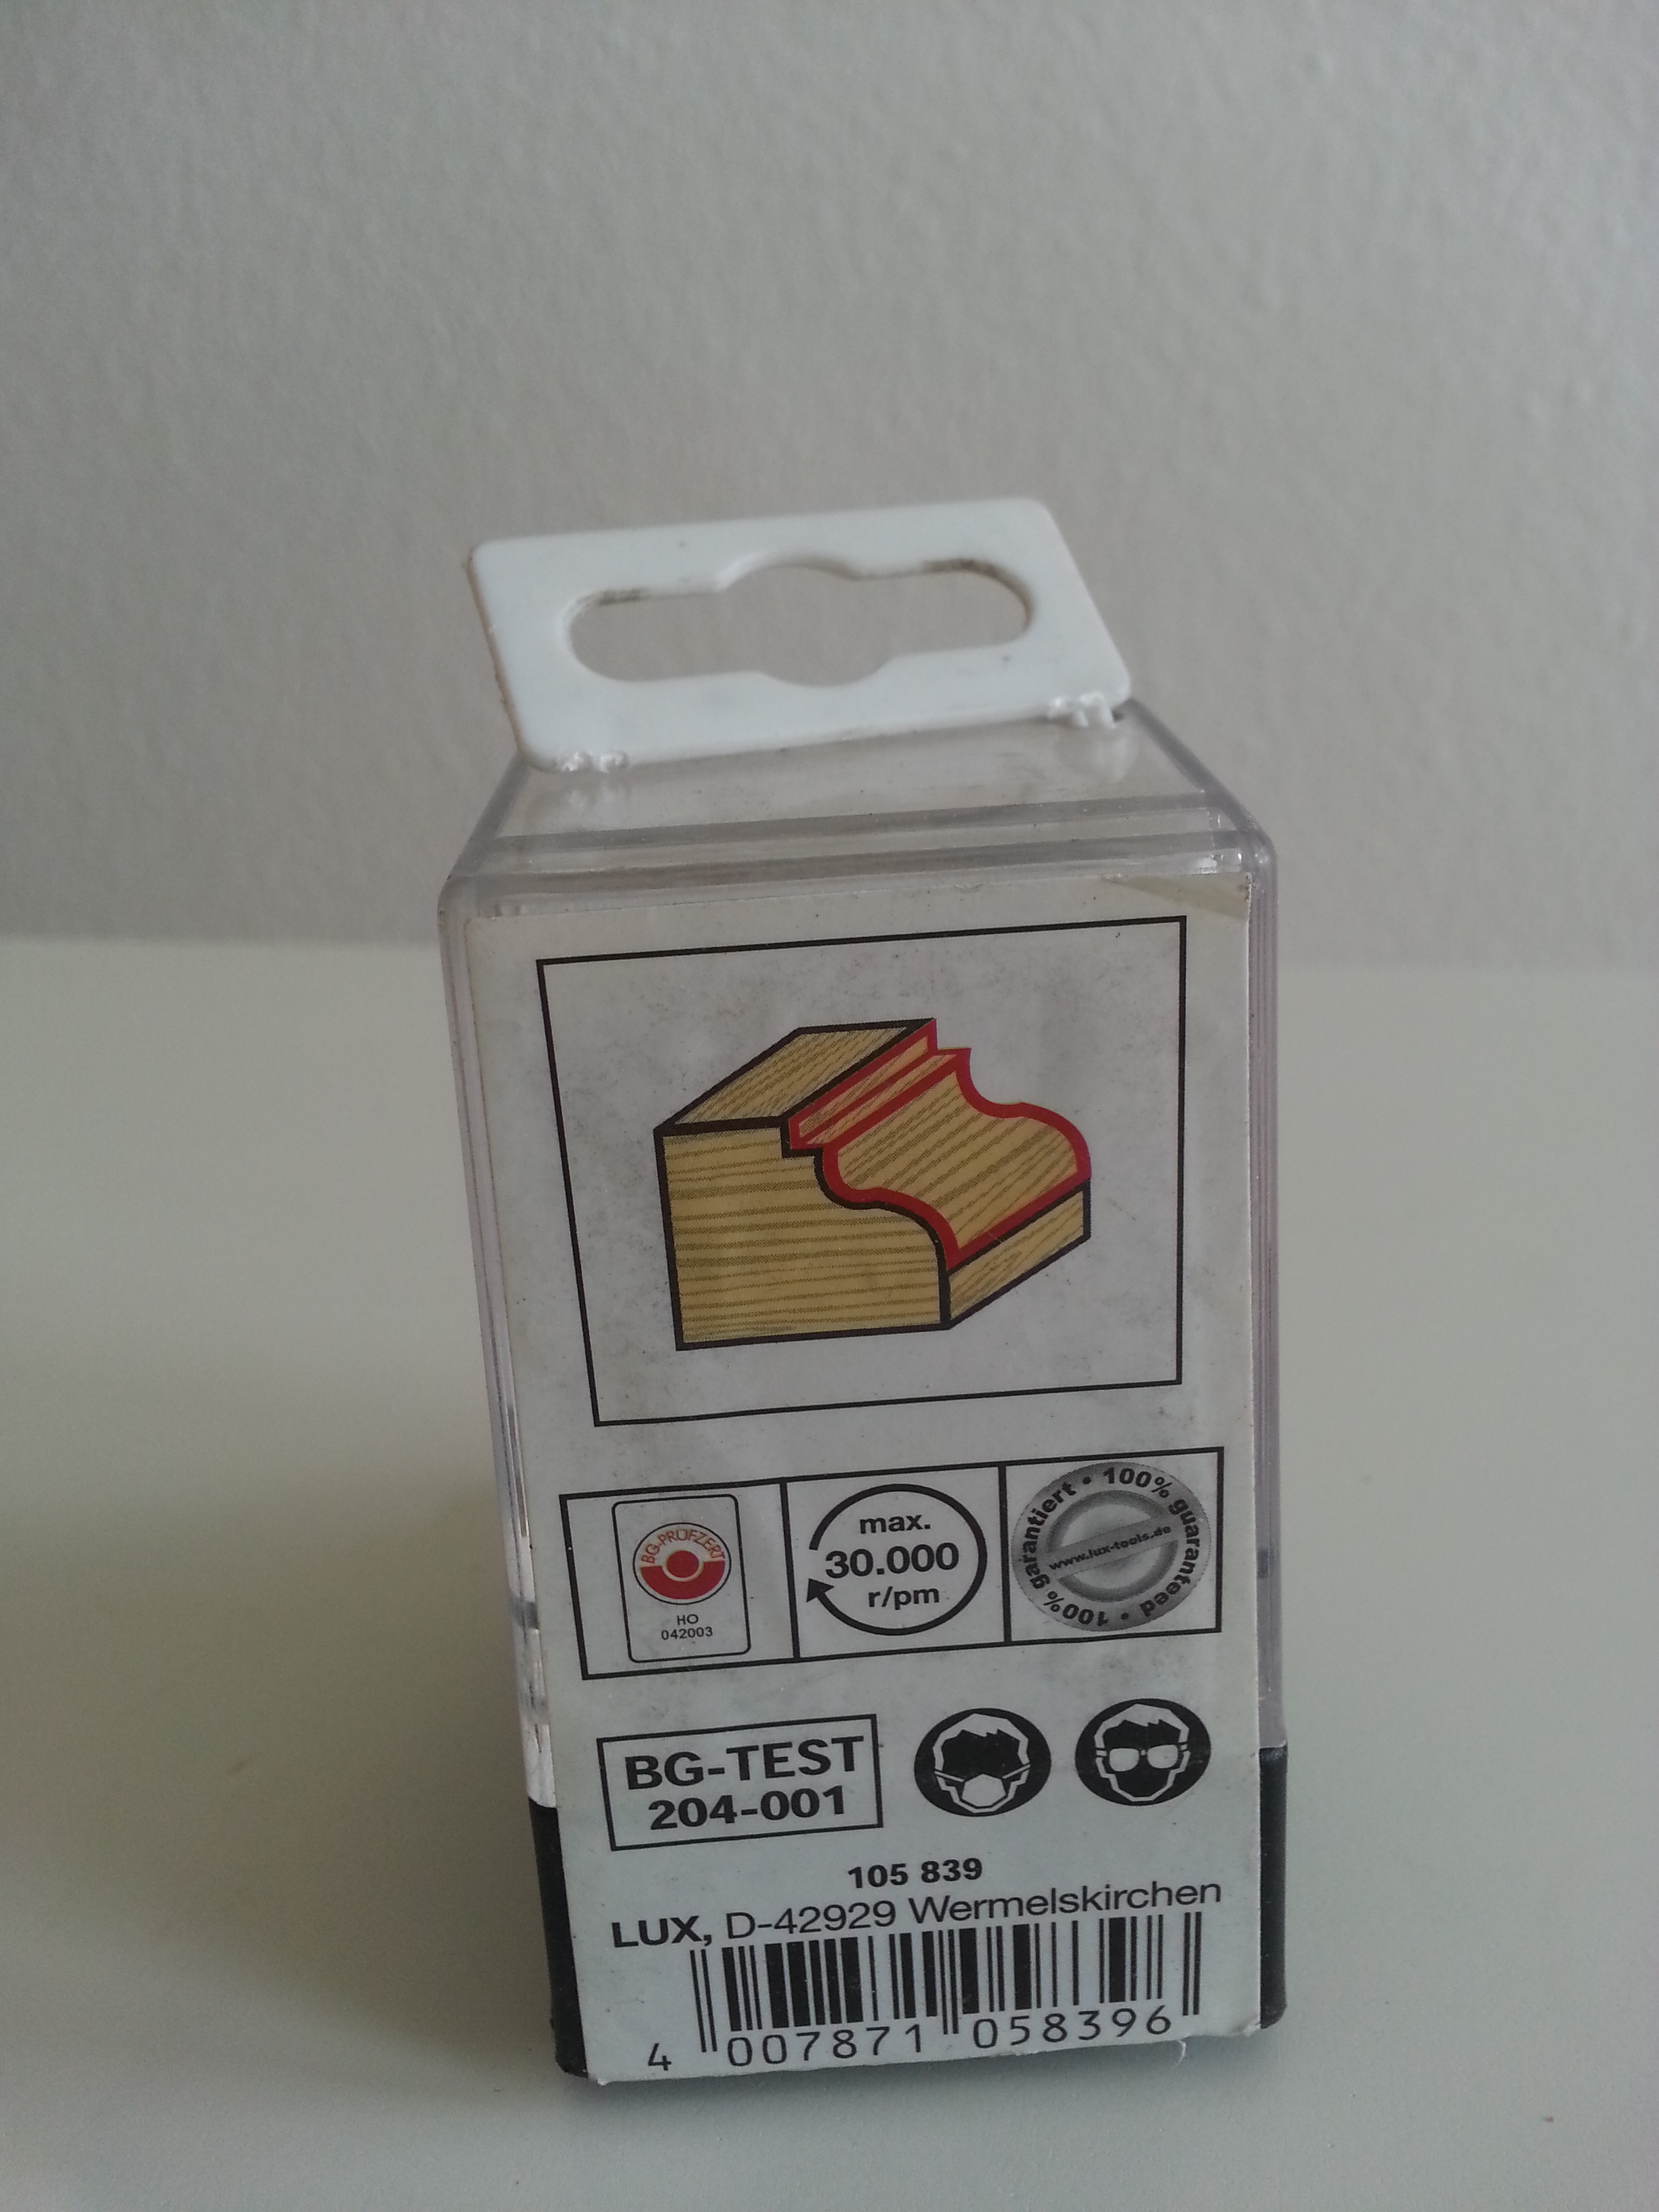 BG-PRÜFZERT
HO
042003
max.
30.000
r/pm
100% garantiert • 100% guaranteed •
www.lux-tools.de
BG-TEST
204-001
105 839
LUX, D-42929 Wermelskirchen
4 007871 058396